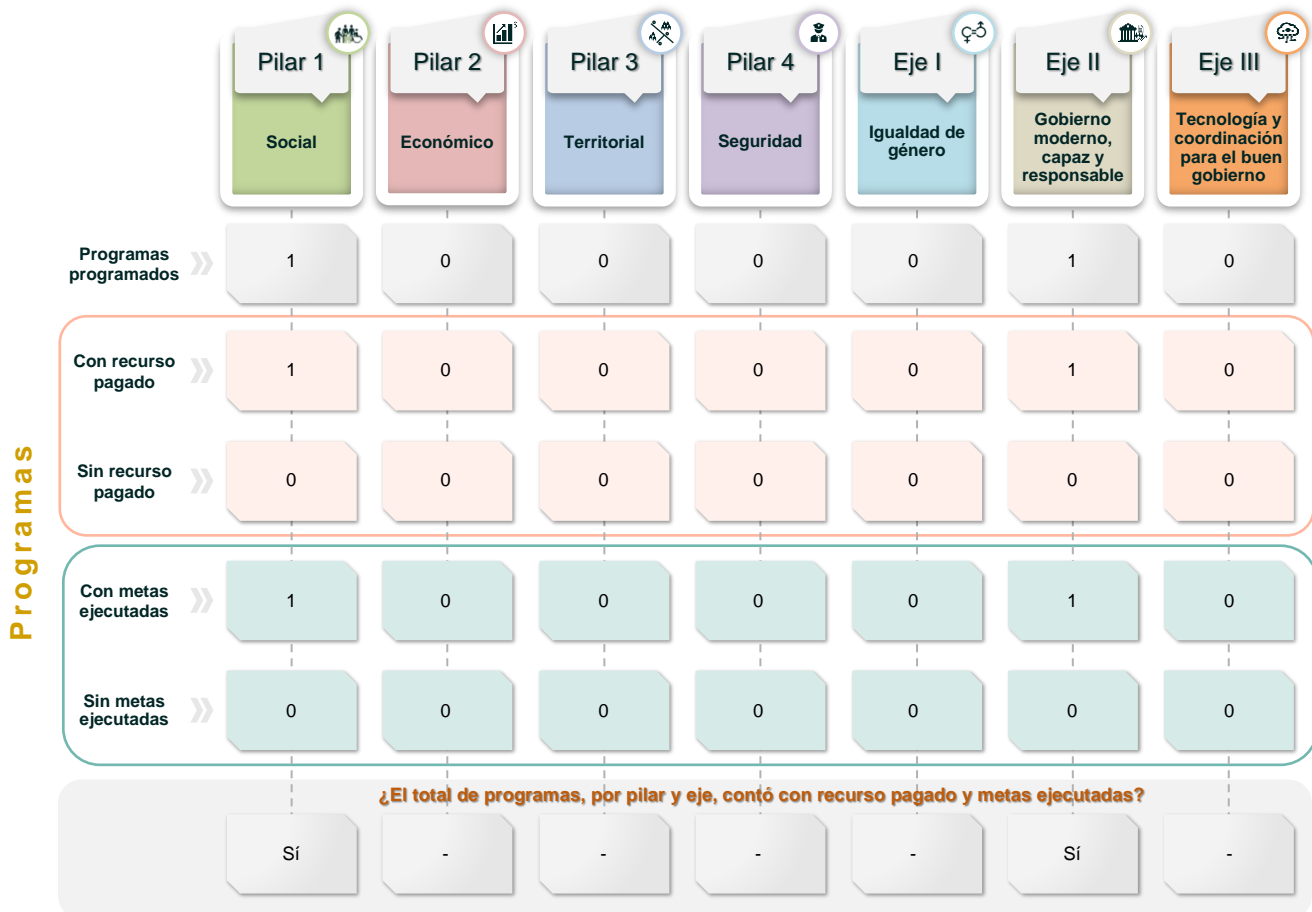 Pilar 1
Pilar 2
Pilar 3
Pilar 4
Eje I
Eje II
Eje III
Social
Económico
Territorial
Seguridad
Igualdad de
género
Gobierno
moderno,
capaz y
responsable
Tecnología y
coordinación
para el buen
gobierno
Programas
Programas
programados
1 0 0 0 0 1 0
Con recurso
pagado
1 0 0 0 0 1 0
Sin recurso
pagado
0 0 0 0 0 0 0
Con metas
ejecutadas
1 0 0 0 0 1 0
Sin metas
ejecutadas
0 0 0 0 0 0 0
¿El total de programas, por pilar y eje, contó con recurso pagado y metas ejecutadas?
Sí - - - - Sí -